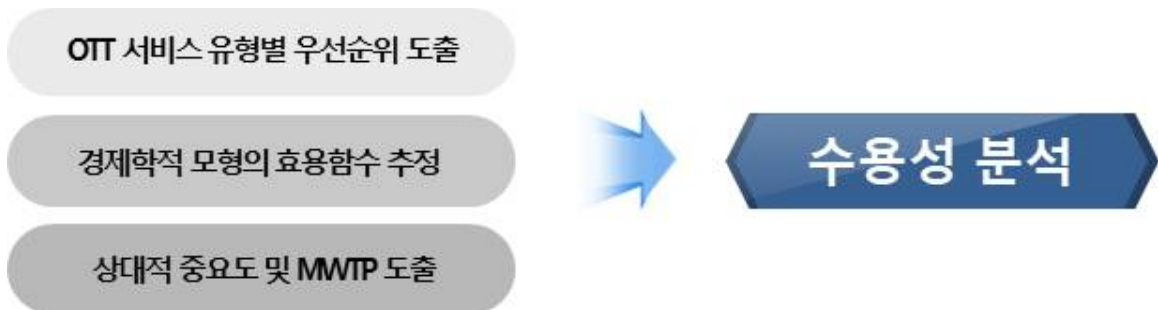 OTT 서비스 유형별 우선순위 도출
경제학적 모형의 효용함수 추정
상대적 중요도 및 MWTP 도출
수용성 분석